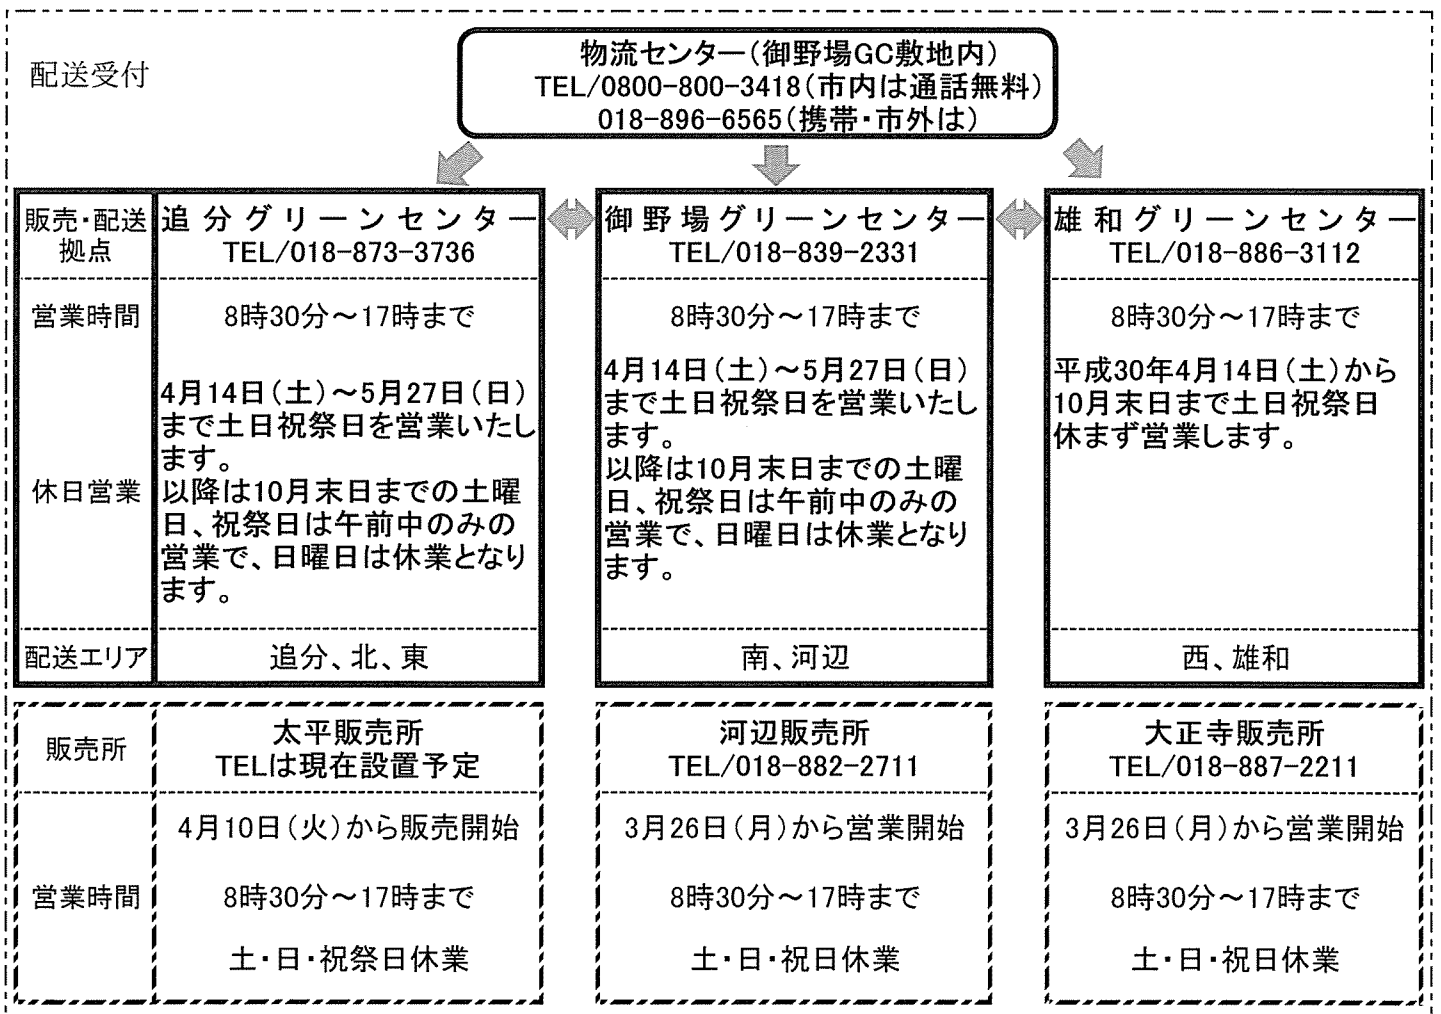 配送受付
物流センター(御野場GC敷地内)
TEL/0800-800-3418(市内は通話無料)
018-896-6565(携帯・市外は)
販売・配送
拠点
追分グリーンセンター
TEL/018-873-3736
御野場グリーンセンター
TEL/018-839-2331
雄和グリーンセンター
TEL/018-886-3112
営業時間
8時30分~17時まで
8時30分~17時まで
8時30分~17時まで
休日営業
4月14日(土)~5月27日(日)
まで土日祝祭日を営業いたし
ます。
以降は10月末日までの土曜
日、祝祭日は午前中のみの
営業で、日曜日は休業となり
ます。
4月14日(土)~5月27日(日)
まで土日祝祭日を営業いたし
ます。
以降は10月末日までの土曜
日、祝祭日は午前中のみの
営業で、日曜日は休業となり
ます。
平成30年4月14日(土)から
10月末日まで土日祝祭日
休まず営業します。
配送エリア
追分、北、東
南、河辺
西、雄和
販売所
太平販売所
TELは現在設置予定
河辺販売所
TEL/018-882-2711
大正寺販売所
TEL/018-887-2211
営業時間
4月10日(火)から販売開始
8時30分~17時まで
土・日・祝祭日休業
3月26日(月)から営業開始
8時30分~17時まで
土・日・祝日休業
3月26日(月)から営業開始
8時30分~17時まで
土・日・祝日休業